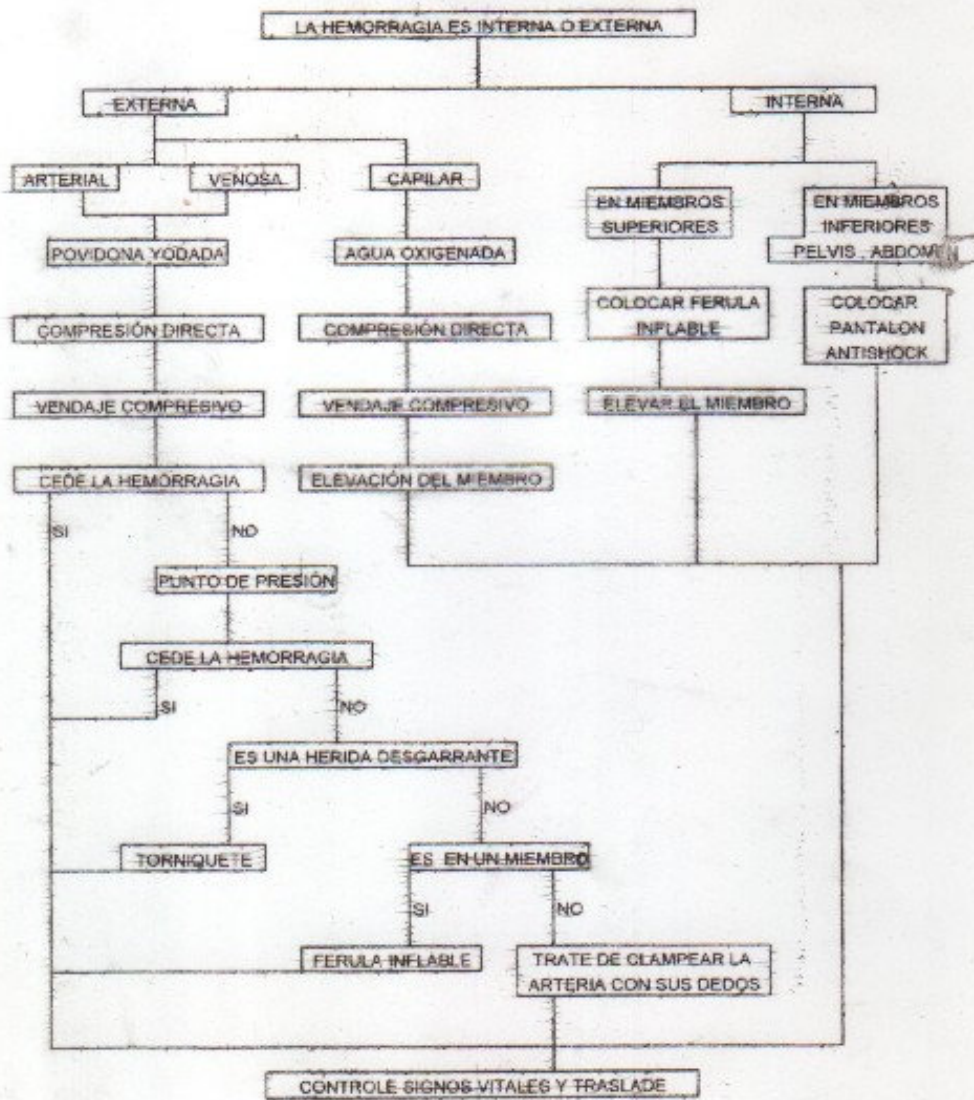 LA HEMORRAGIA ES INTERNA O EXTERNA
EXTERNA
INTERNA
ARTERIAL
VENOSA
CAPILAR
EN MIEMBROS
SUPERIORES
EN MIEMBROS
INFERIORES
PELVIS , ABDOMEN
POVIDONA YODADA
AGUA OXIGENADA
COLOCAR FERULA
INFLABLE
COLOCAR
PANTALON
ANTISHOCK
COMPRESIÓN DIRECTA
COMPRESIÓN DIRECTA
VENDAJE COMPRESIVO
VENDAJE COMPRESIVO
ELEVAR EL MIEMBRO
CEDE LA HEMORRAGIA
ELEVACIÓN DEL MIEMBRO
SI
NO
PUNTO DE PRESIÓN
CEDE LA HEMORRAGIA
SI
NO
ES UNA HERIDA DESGARRANTE
SI
NO
TORNIQUETE
ES EN UN MIEMBRO
SI
NO
FERULA INFLABLE
TRATE DE CLAMPEAR LA
ARTERIA CON SUS DEDOS
CONTROLE SIGNOS VITALES Y TRASLADE